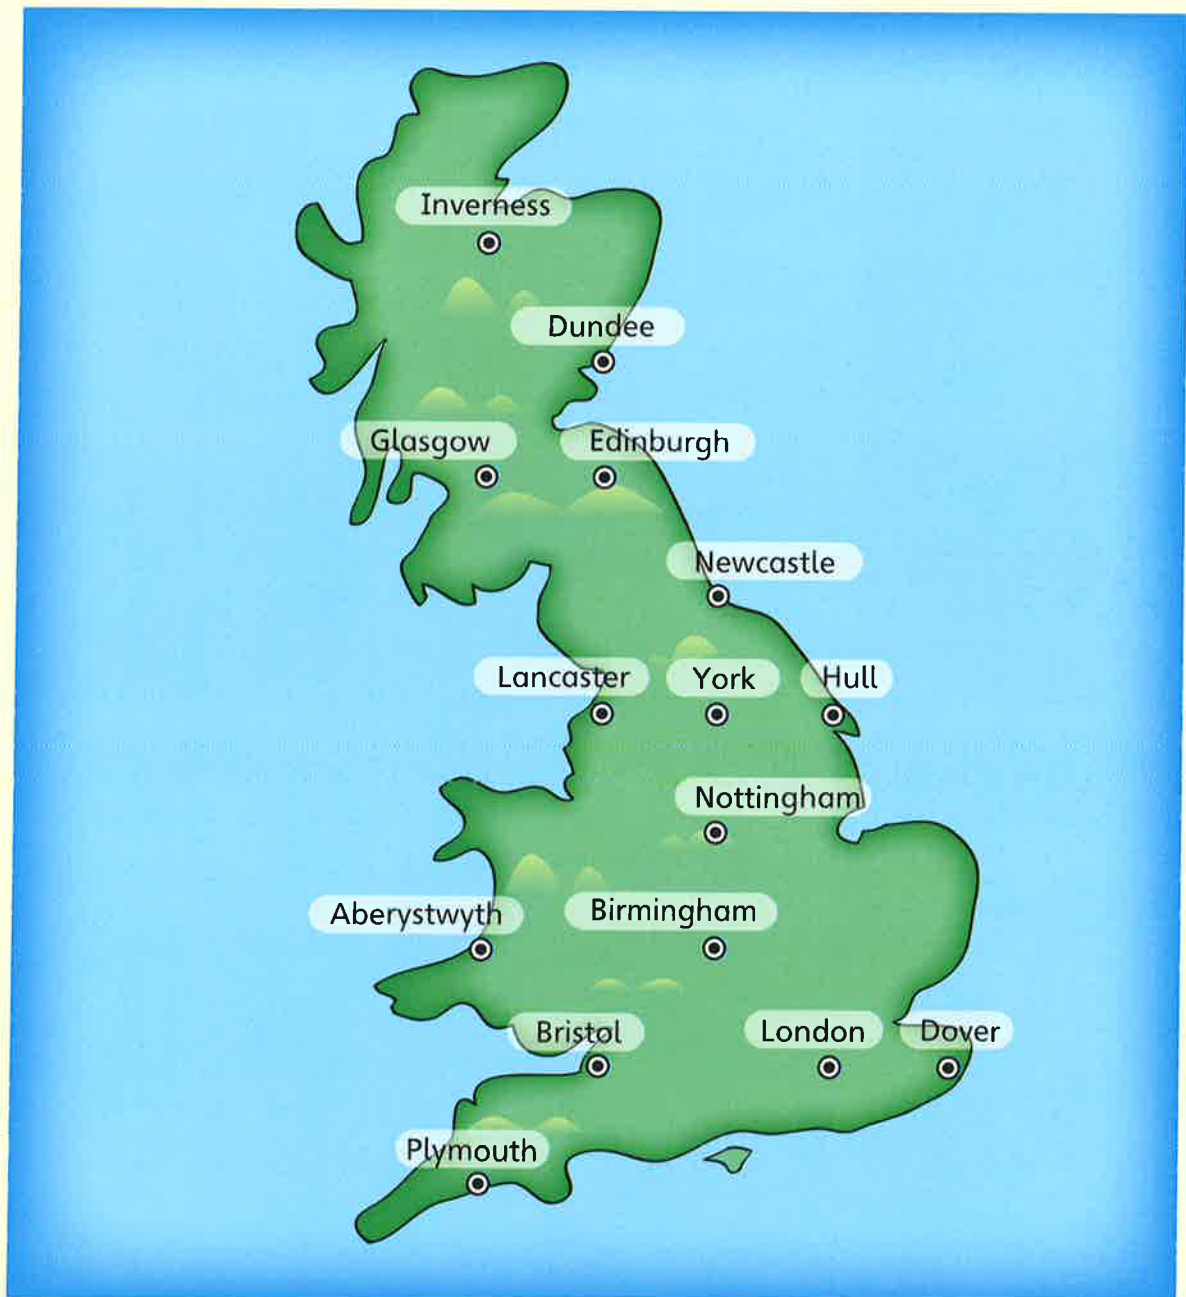 Inverness
Dundee
Glasgow Edinburgh
Newcastle
Lancaster York Hull
Nottingham
Aberystwyth Birmingham
Bristol London Dover
Plymouth